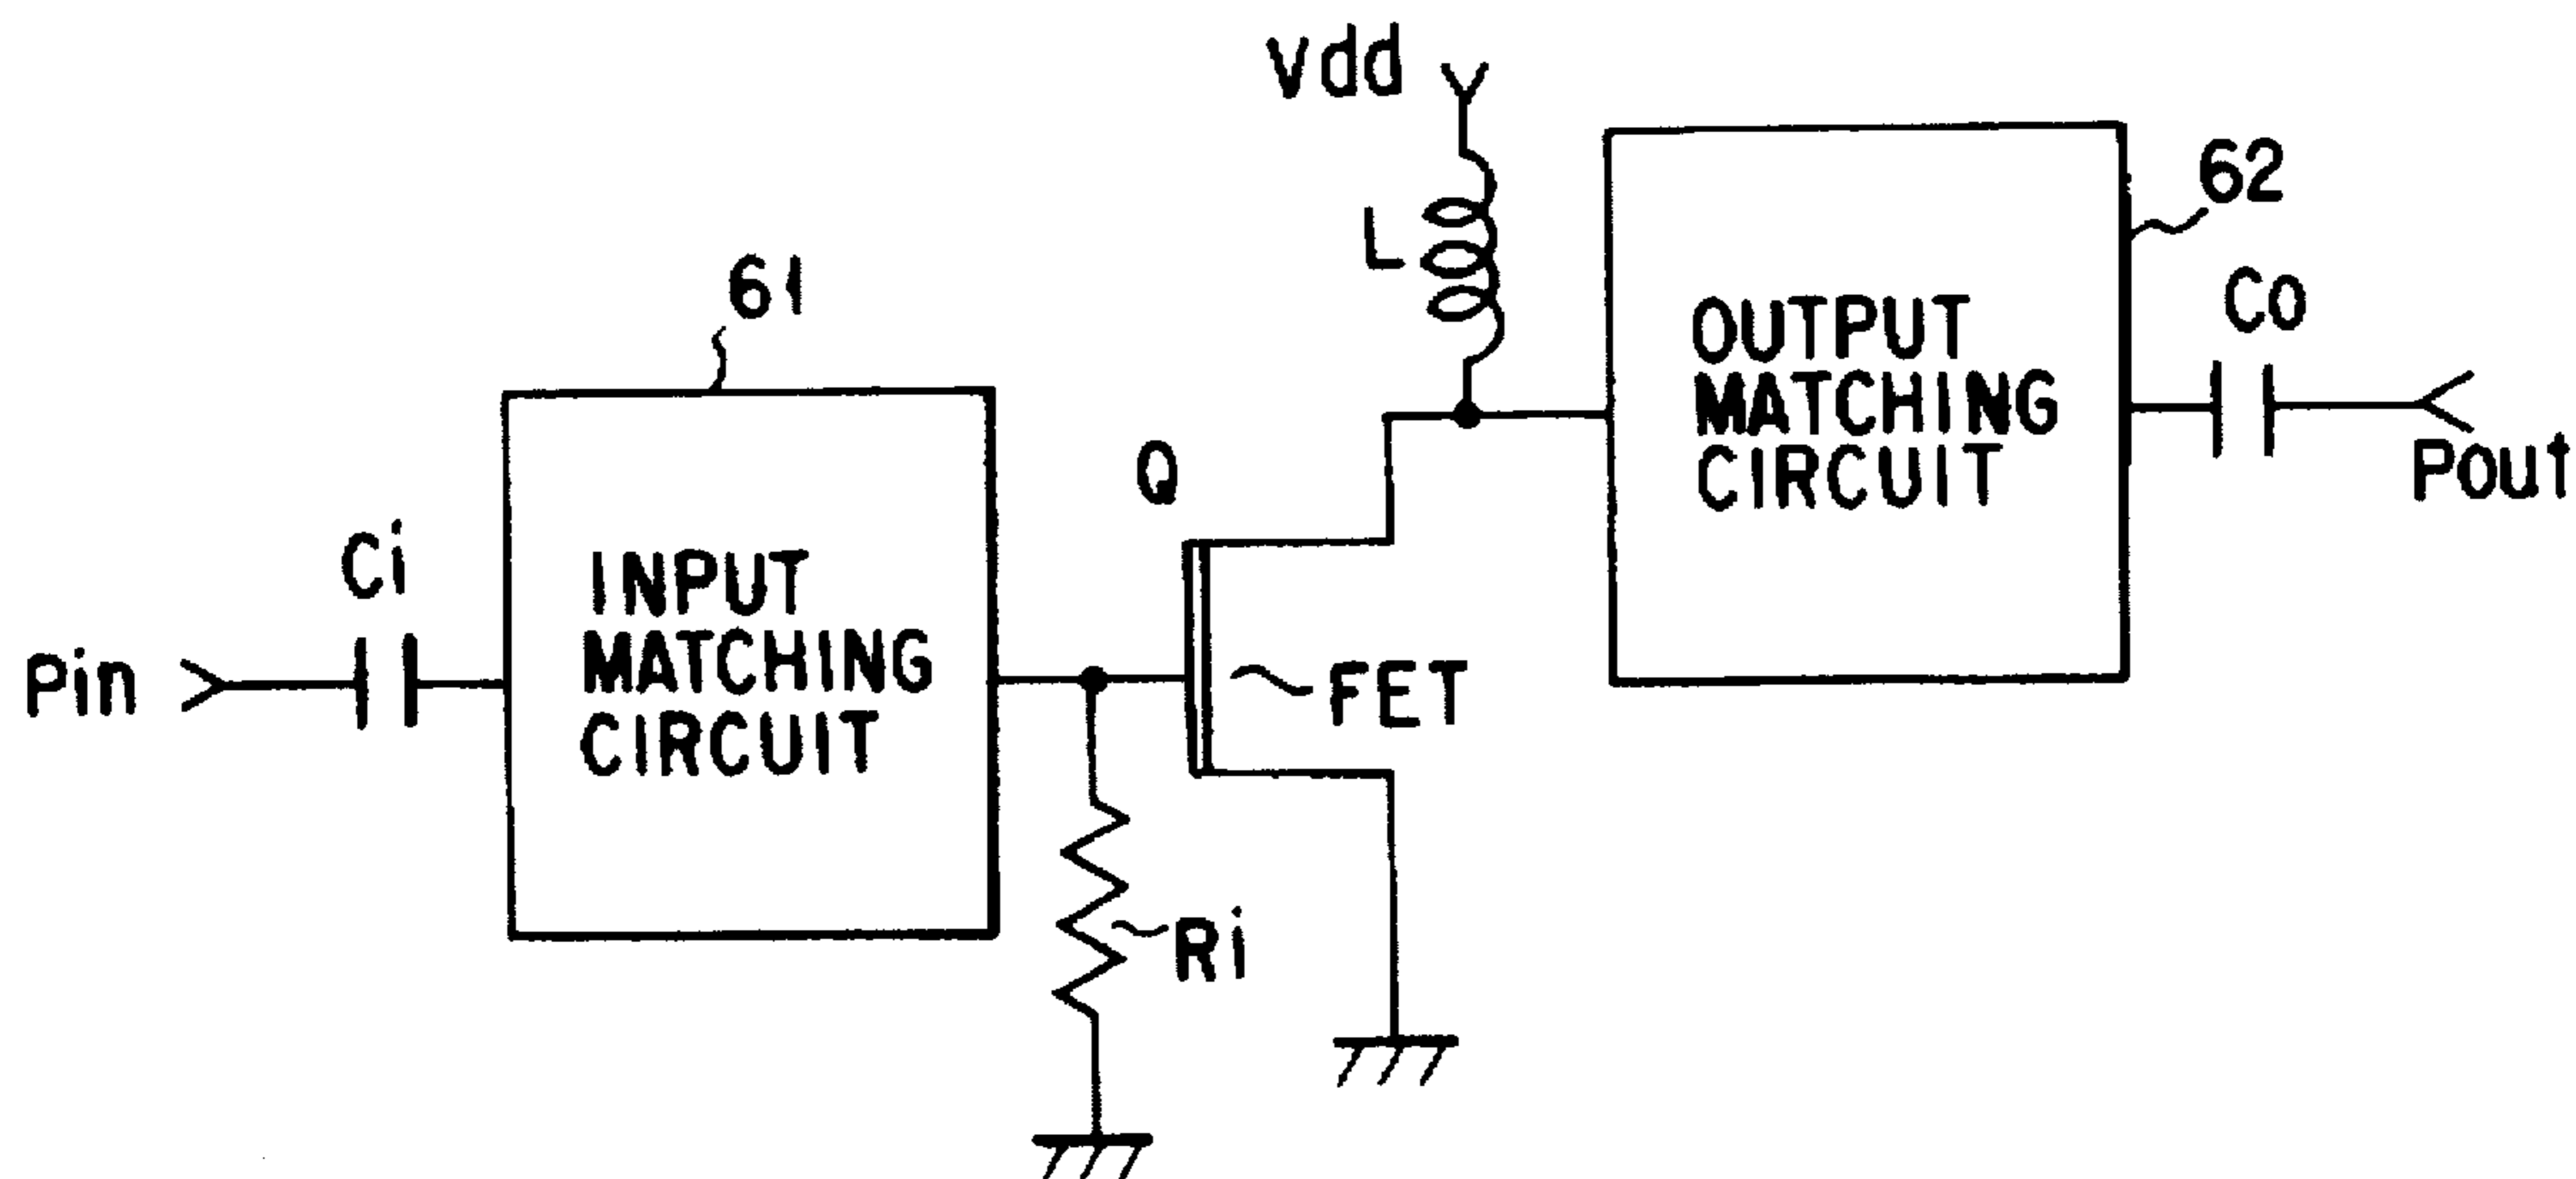 Vdd
62
L
Co
61
OUTPUT
MATCHING
CIRCUIT
Q
Pout
Ci
INPUT
MATCHING
CIRCUIT
Pin
FET
Ri